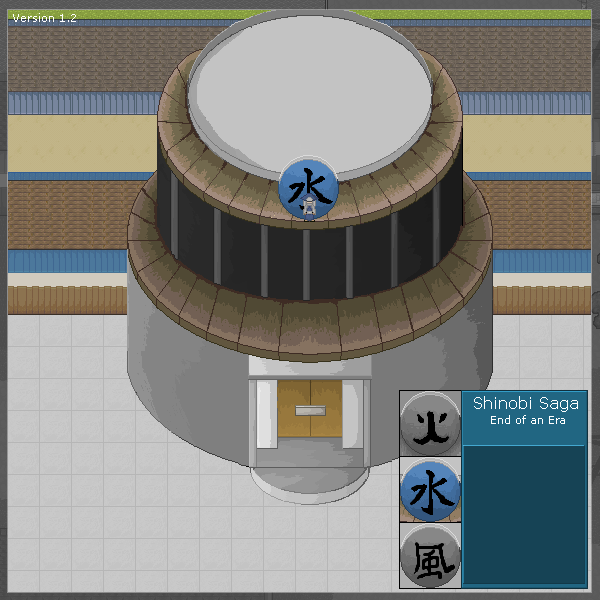 Version 1.2
水
Shinobi Saga
End of an Era
火
水
風